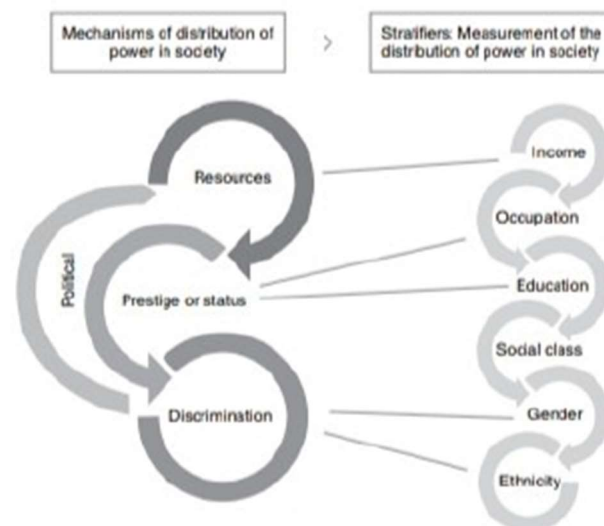 Mechanisms of distribution of
power in society
>
Stratifiers: Measurement of the
distribution of power in society
Resources
Political
Prestige or status
Discrimination
Income
Occupation
Education
Social class
Gender
Ethnicity